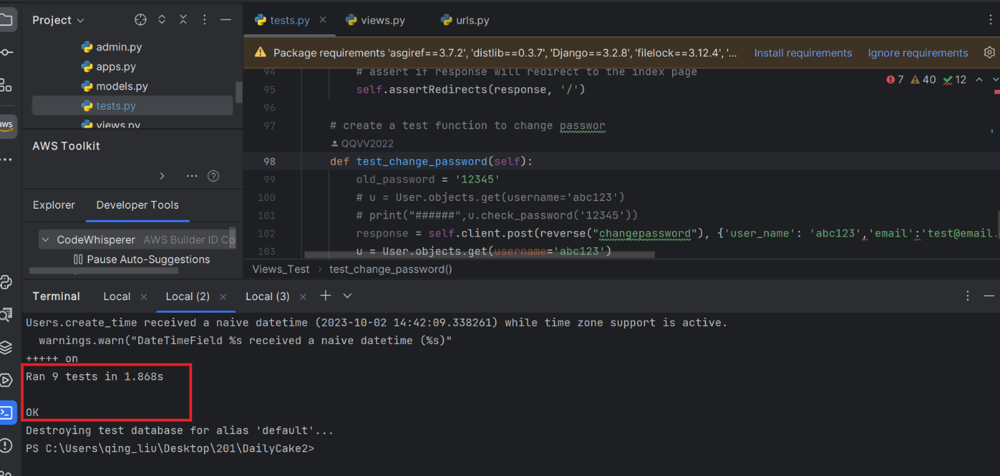 Project
admin.py
apps.py
models.py
tests.py
views.py
aws
AWS Toolkit
Explorer Developer Tools
CodeWhisperer AWS Builder ID Co
Pause Auto-Suggestions
tests.py views.py urls.py
Package requirements 'asgiref==3.7.2', 'distlib==0.3.7', 'Django==3.2.8', 'filelock==3.12.4', '... Install requirements Ignore requirements
7 40 12
94 # assert if response will redirect to the index page
95 self.assertRedirects(response, '/')
96
97 # create a test function to change passwor
QQVV2022
98 def test_change_password(self):
99 old_password = '12345'
100 # u = User.objects.get(username='abc123')
101 # print("######",u.check_password('12345'))
102 response = self.client.post(reverse("changepassword"), {'user_name': 'abc123','email':'test@email.
103 u = User.objects.get(username='abc123')
Views_Test › test_change_password()
Terminal Local Local (2) Local (3)
Users.create_time received a naive datetime (2023-10-02 14:42:09.338261) while time zone support is active.
warnings.warn("DateTimeField %s received a naive datetime (%s)"
+++++ on
Ran 9 tests in 1.868s
OK
Destroying test database for alias 'default'...
PS C:\Users\qing_liu\Desktop\201\DailyCake2>